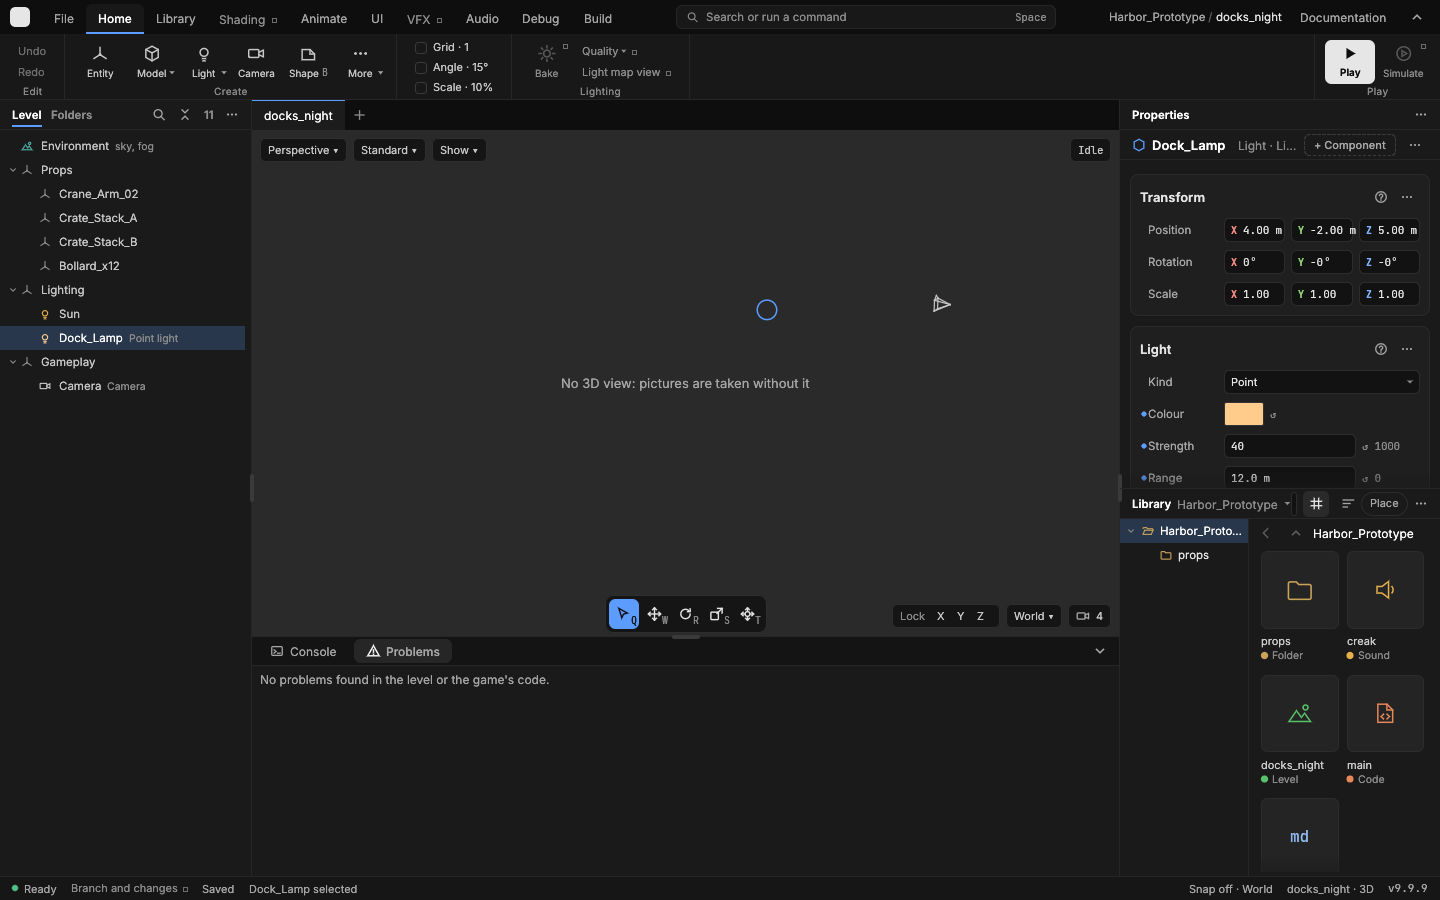 File Home Library Shading Animate UI VFX Audio Debug Build Search or run a command Space Harbor_Prototype / docks_night Documentation
Undo
Redo
Edit
Entity Model Light Camera Shape B More
Create
Grid · 1
Angle · 15°
Scale · 10%
Bake
Quality
Light map view
Lighting
Play Simulate
Play
Level Folders 11
Environment sky, fog
Props
Crane_Arm_02
Crate_Stack_A
Crate_Stack_B
Bollard_x12
Lighting
Sun
Dock_Lamp Point light
Gameplay
Camera Camera
docks_night
Perspective Standard Show Idle
No 3D view: pictures are taken without it
Q W R S T
Lock X Y Z World 4
Console Problems
No problems found in the level or the game's code.
Properties
Dock_Lamp Light · Li... + Component
Transform
Position X 4.00 m Y -2.00 m Z 5.00 m
Rotation X 0° Y -0° Z -0°
Scale X 1.00 Y 1.00 Z 1.00
Light
Kind Point
Colour
Strength 40 1000
Range 12.0 m 0
Library Harbor_Prototype Place
Harbor_Proto...
props
Harbor_Prototype
props
Folder
creak
Sound
docks_night
Level
main
Code
md
Ready Branch and changes Saved Dock_Lamp selected Snap off · World docks_night · 3D v9.9.9